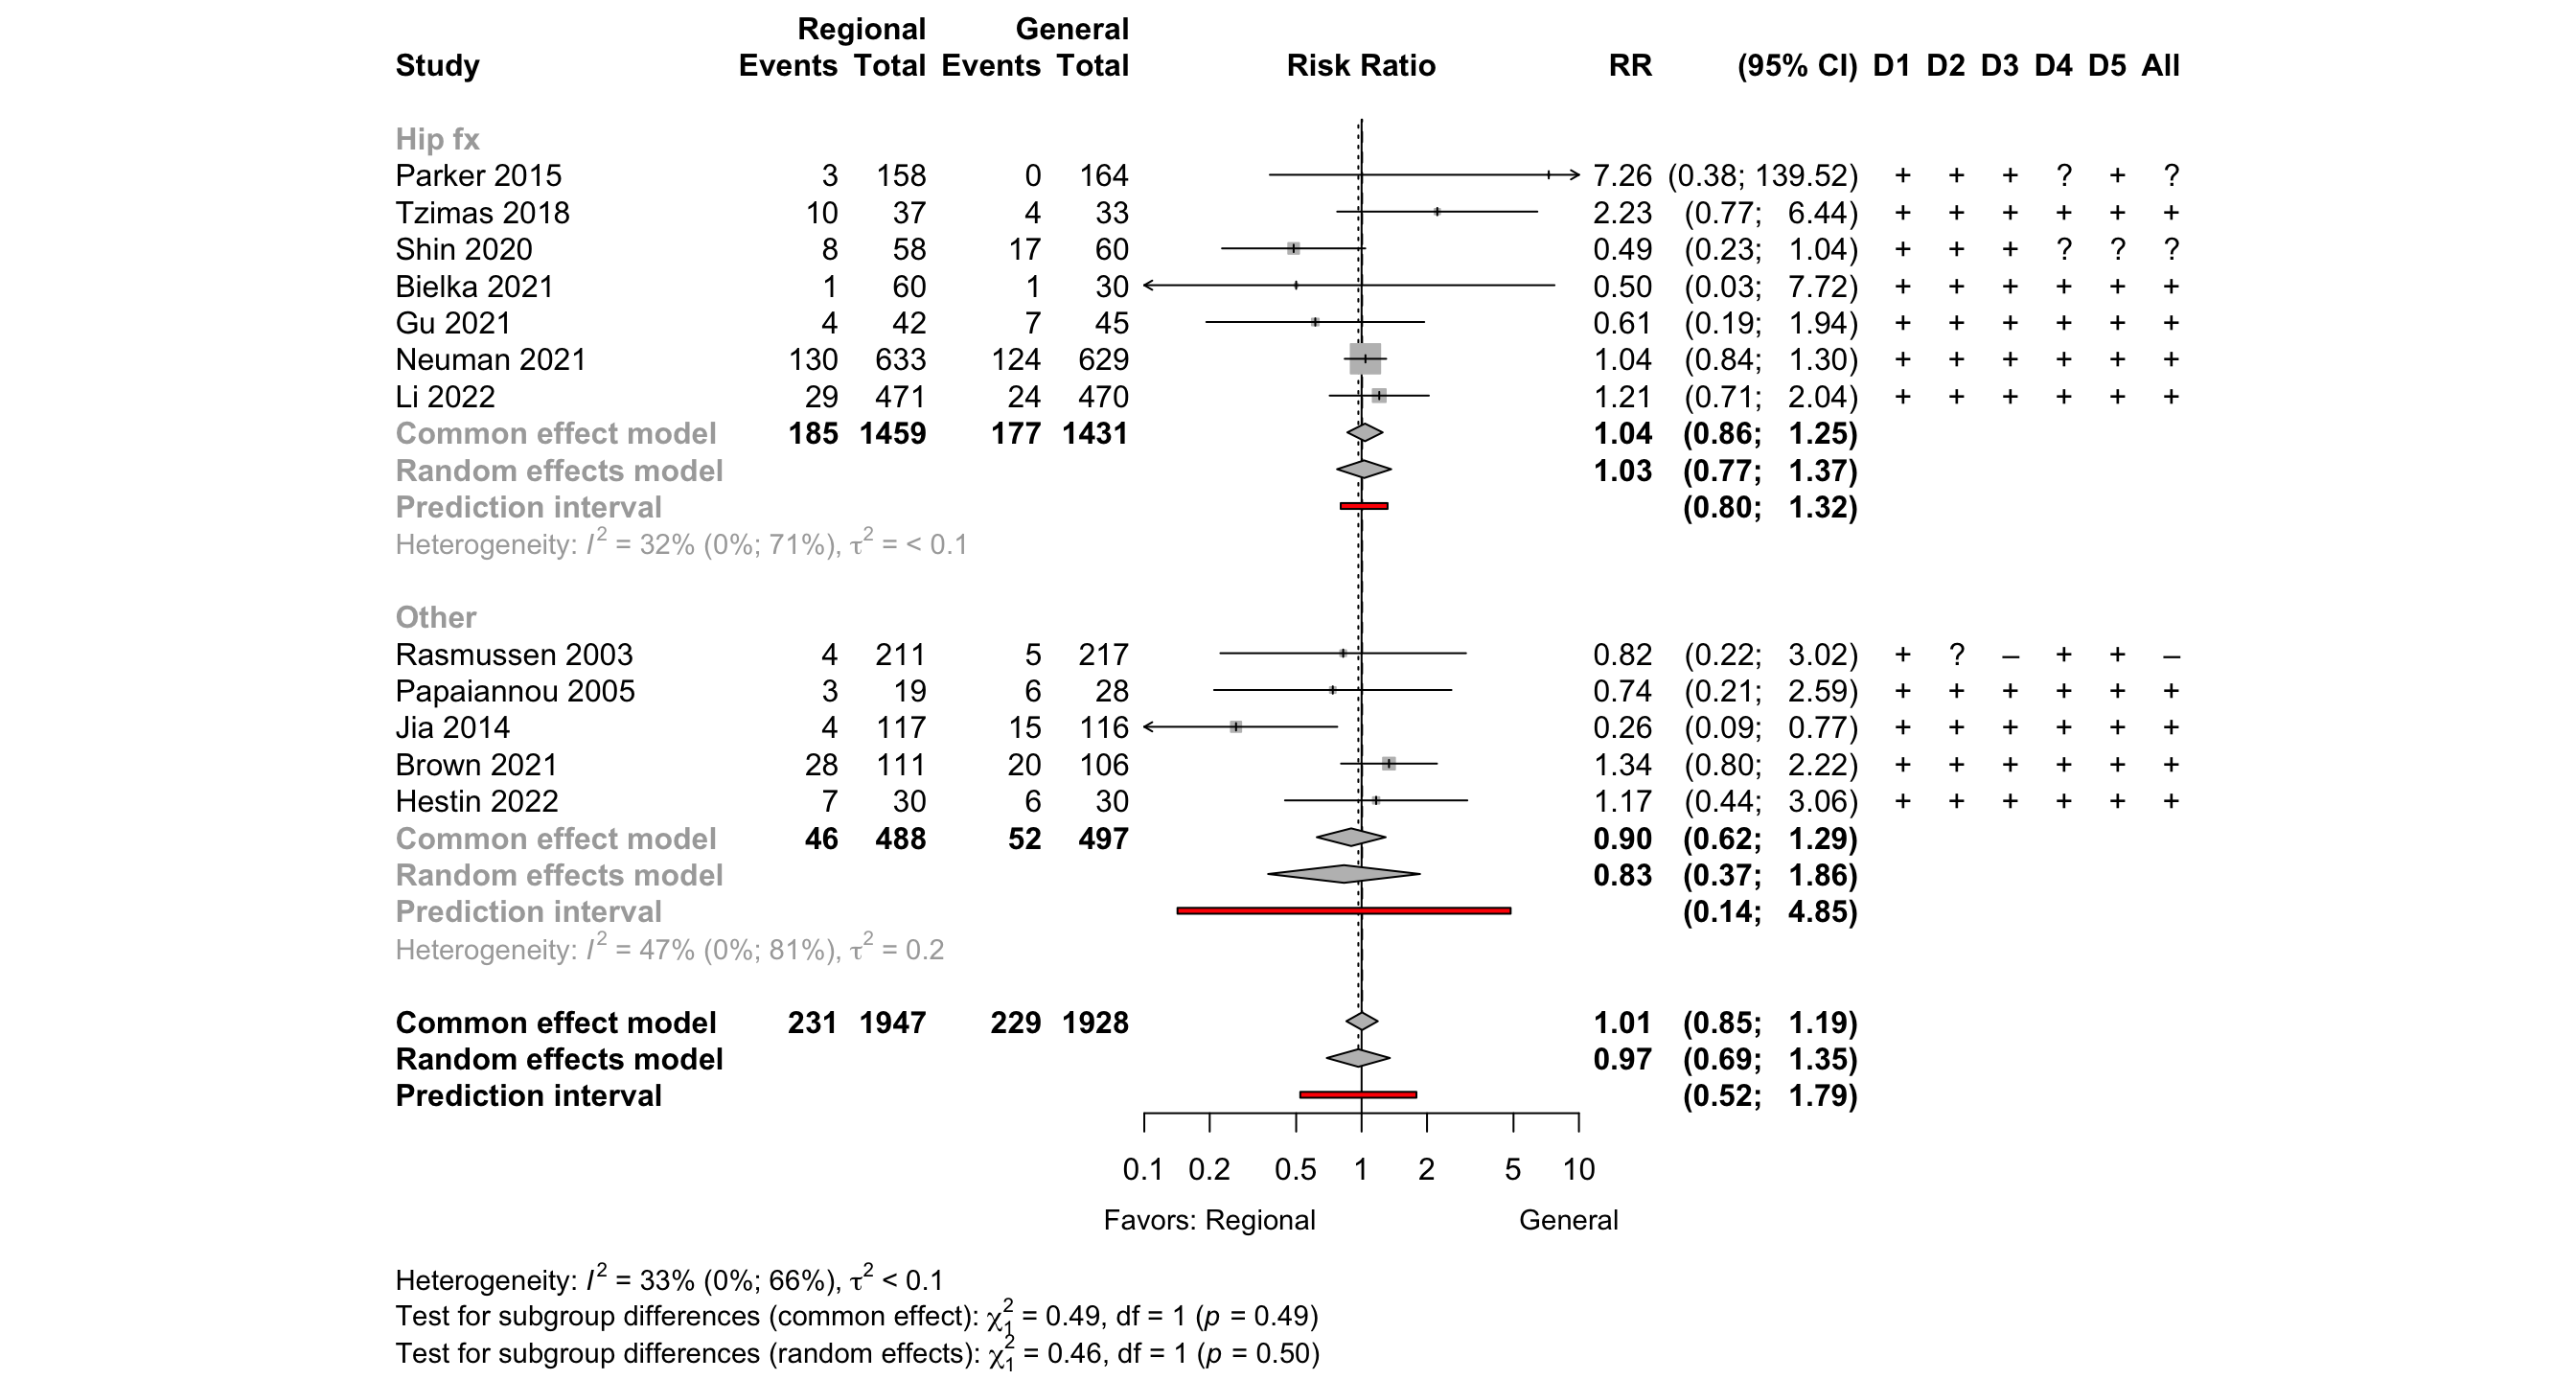 Regional General
Study Events Total Events Total Risk Ratio RR (95% CI) D1 D2 D3 D4 D5 All
Hip fx
Parker 2015 3 158 0 164 7.26 (0.38; 139.52) + + + ? + ?
Tzimas 2018 10 37 4 33 2.23 (0.77; 6.44) + + + + + +
Shin 2020 8 58 17 60 0.49 (0.23; 1.04) + + + ? ? ?
Bielka 2021 1 60 1 30 0.50 (0.03; 7.72) + + + + + +
Gu 2021 4 42 7 45 0.61 (0.19; 1.94) + + + + + +
Neuman 2021 130 633 124 629 1.04 (0.84; 1.30) + + + + + +
Li 2022 29 471 24 470 1.21 (0.71; 2.04) + + + + + +
Common effect model 185 1459 177 1431 1.04 (0.86; 1.25)
Random effects model 1.03 (0.77; 1.37)
Prediction interval (0.80; 1.32)
Heterogeneity: I² = 32% (0%; 71%), τ² = < 0.1
Other
Rasmussen 2003 4 211 5 217 0.82 (0.22; 3.02) + ? – + + –
Papaiannou 2005 3 19 6 28 0.74 (0.21; 2.59) + + + + + +
Jia 2014 4 117 15 116 0.26 (0.09; 0.77) + + + + + +
Brown 2021 28 111 20 106 1.34 (0.80; 2.22) + + + + + +
Hestin 2022 7 30 6 30 1.17 (0.44; 3.06) + + + + + +
Common effect model 46 488 52 497 0.90 (0.62; 1.29)
Random effects model 0.83 (0.37; 1.86)
Prediction interval (0.14; 4.85)
Heterogeneity: I² = 47% (0%; 81%), τ² = 0.2
Common effect model 231 1947 229 1928 1.01 (0.85; 1.19)
Random effects model 0.97 (0.69; 1.35)
Prediction interval (0.52; 1.79)
0.1 0.2 0.5 1 2 5 10
Favors: Regional General
Heterogeneity: I² = 33% (0%; 66%), τ² < 0.1
Test for subgroup differences (common effect): χ₁² = 0.49, df = 1 (p = 0.49)
Test for subgroup differences (random effects): χ₁² = 0.46, df = 1 (p = 0.50)